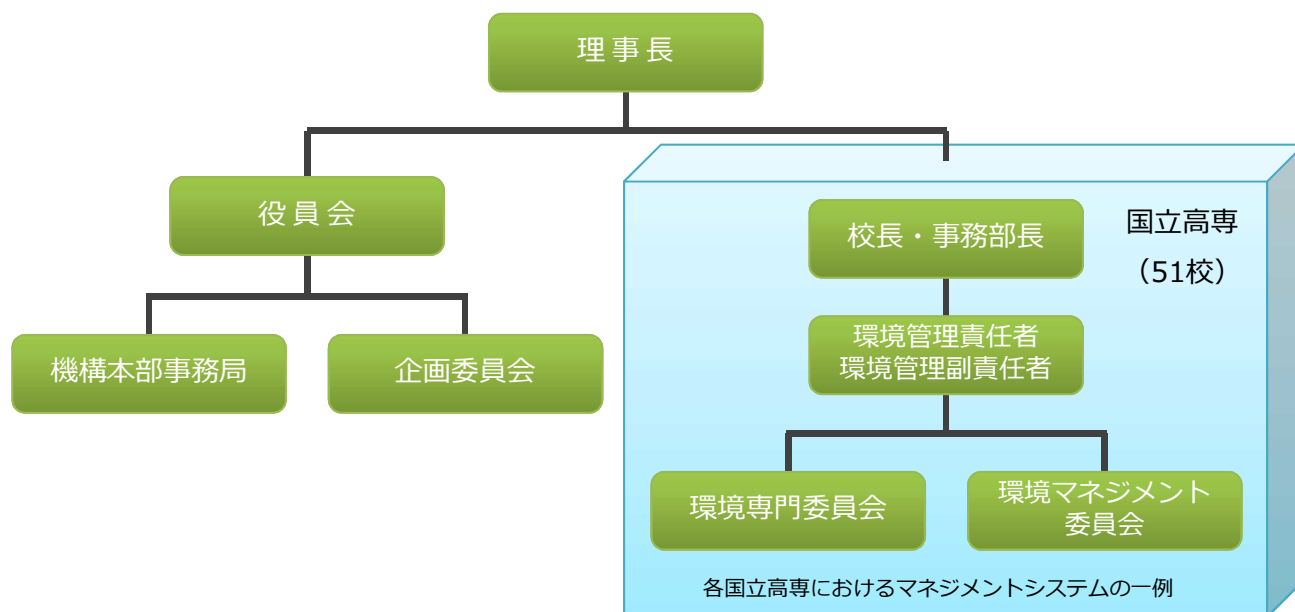 理事長
役員会
校長・事務部長
国立高専
（51校）
機構本部事務局
企画委員会
環境管理責任者
環境管理副責任者
環境専門委員会
環境マネジメント
委員会
各国立高専におけるマネジメントシステムの一例